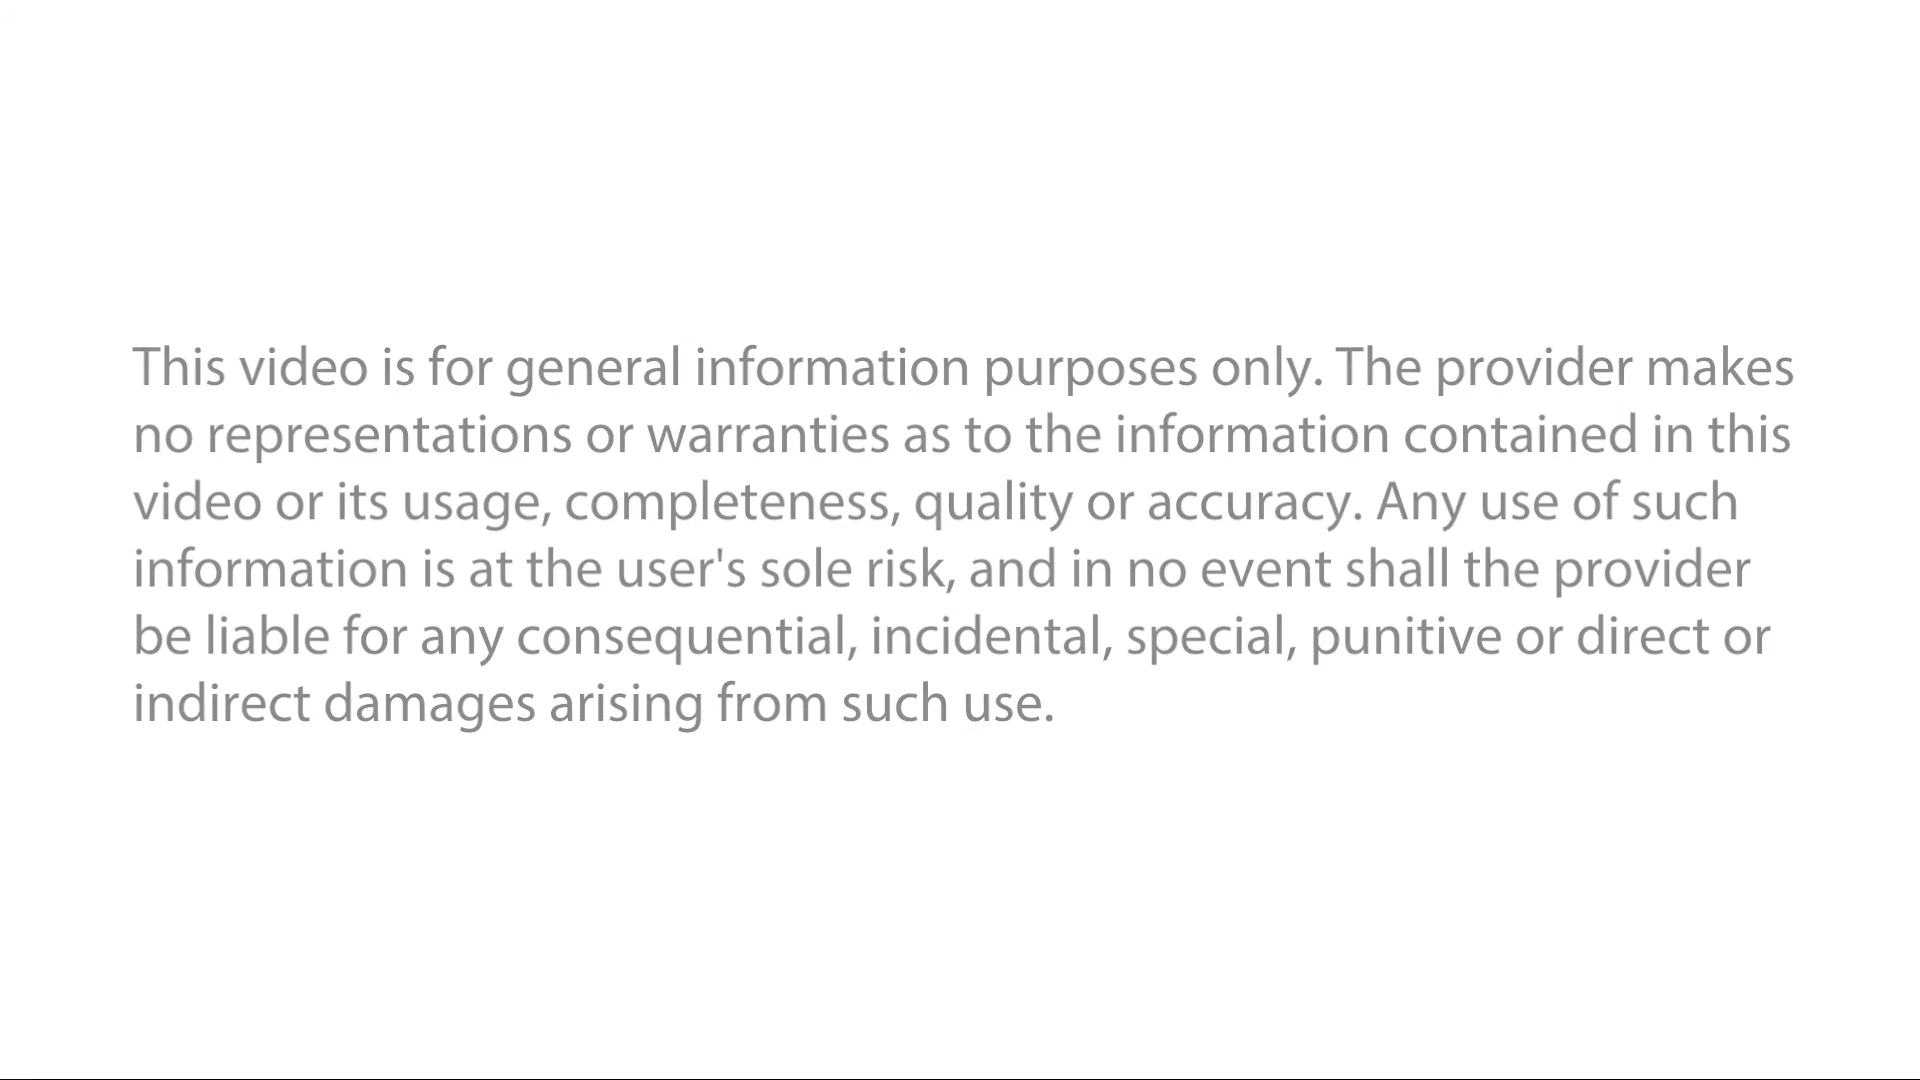 This video is for general information purposes only. The provider makes
no representations or warranties as to the information contained in this
video or its usage, completeness, quality or accuracy. Any use of such
information is at the user's sole risk, and in no event shall the provider
be liable for any consequential, incidental, special, punitive or direct or
indirect damages arising from such use.